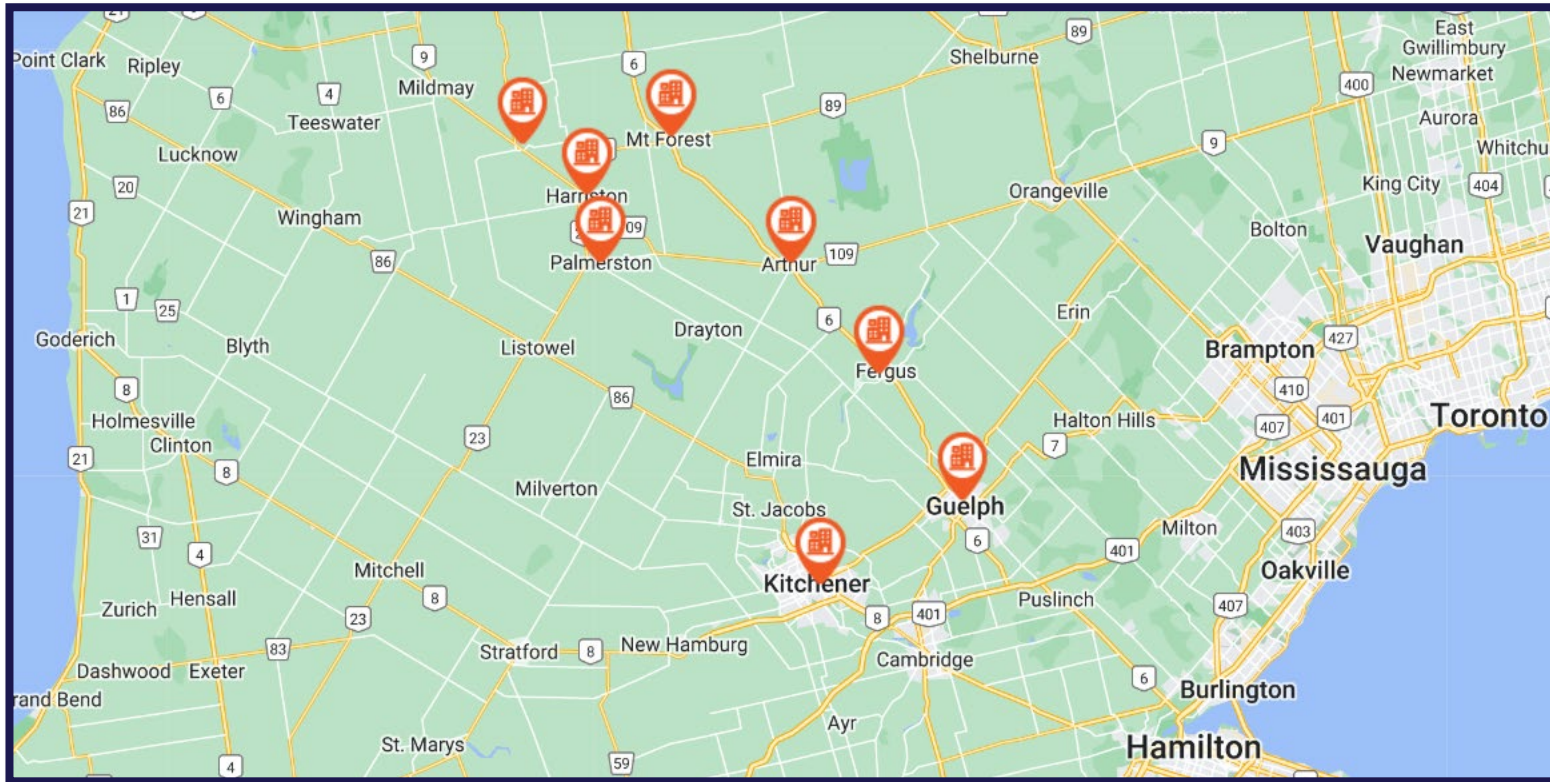 East
Gwillimbury
89
Shelburne
Point Clark
Ripley
9
6
Newmarket
400
Mildmay
6
4
86
89
Teeswater
Aurora
Mt Forest
9
Whitchu
Lucknow
20
Harriston
Orangeville
King City
404
21
Wingham
09
Bolton
Vaughan
86
Palmerston
Arthur
109
1
25
6
Erin
Drayton
Goderich
Blyth
Listowel
427
Brampton
Fergus
8
86
410
Holmesville
Halton Hills
401
Toronto
407
Clinton
23
7
21
8
Elmira
Mississauga
Milverton
St. Jacobs
Guelph
31
6
Milton
403
4
401
Mitchell
Kitchener
Oakville
Zurich
Hensall
8
Puslinch
407
23
8
401
83
Stratford
8
New Hamburg
Cambridge
Dashwood
Exeter
6
Burlington
rand Bend
Ayr
St. Marys
Hamilton
4
59